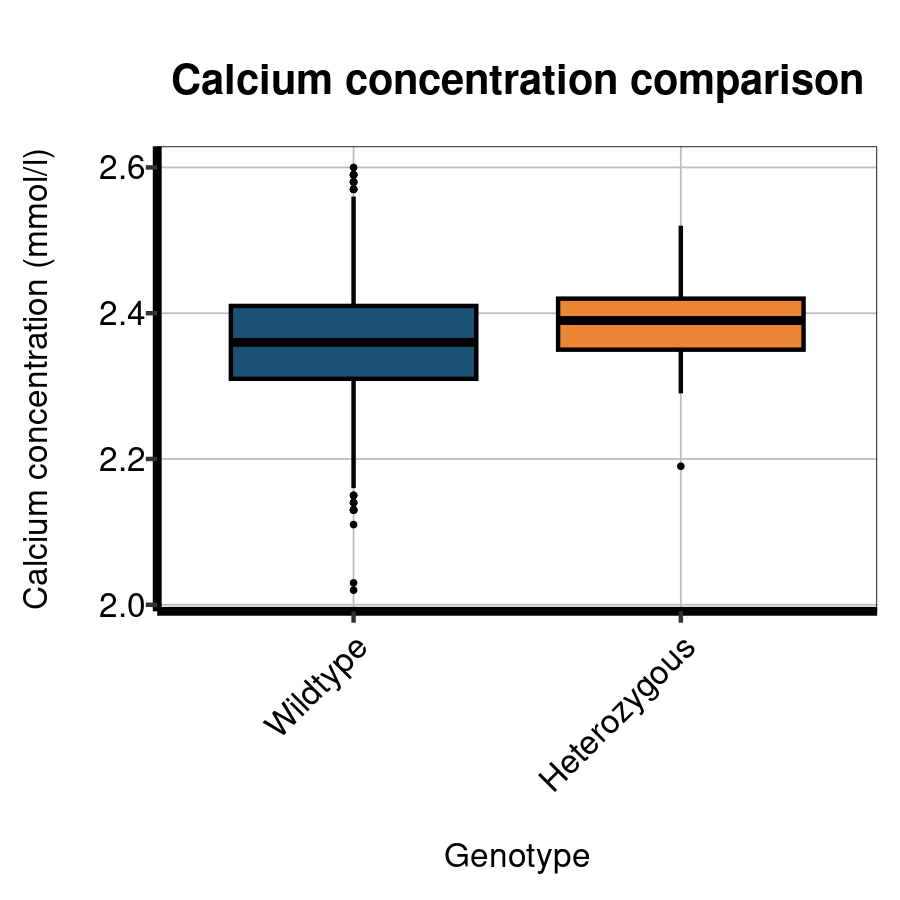 Calcium concentration comparison
Calcium concentration (mmol/l)
2.6
2.4
2.2
2.0
Wildtype
Heterozygous
Genotype